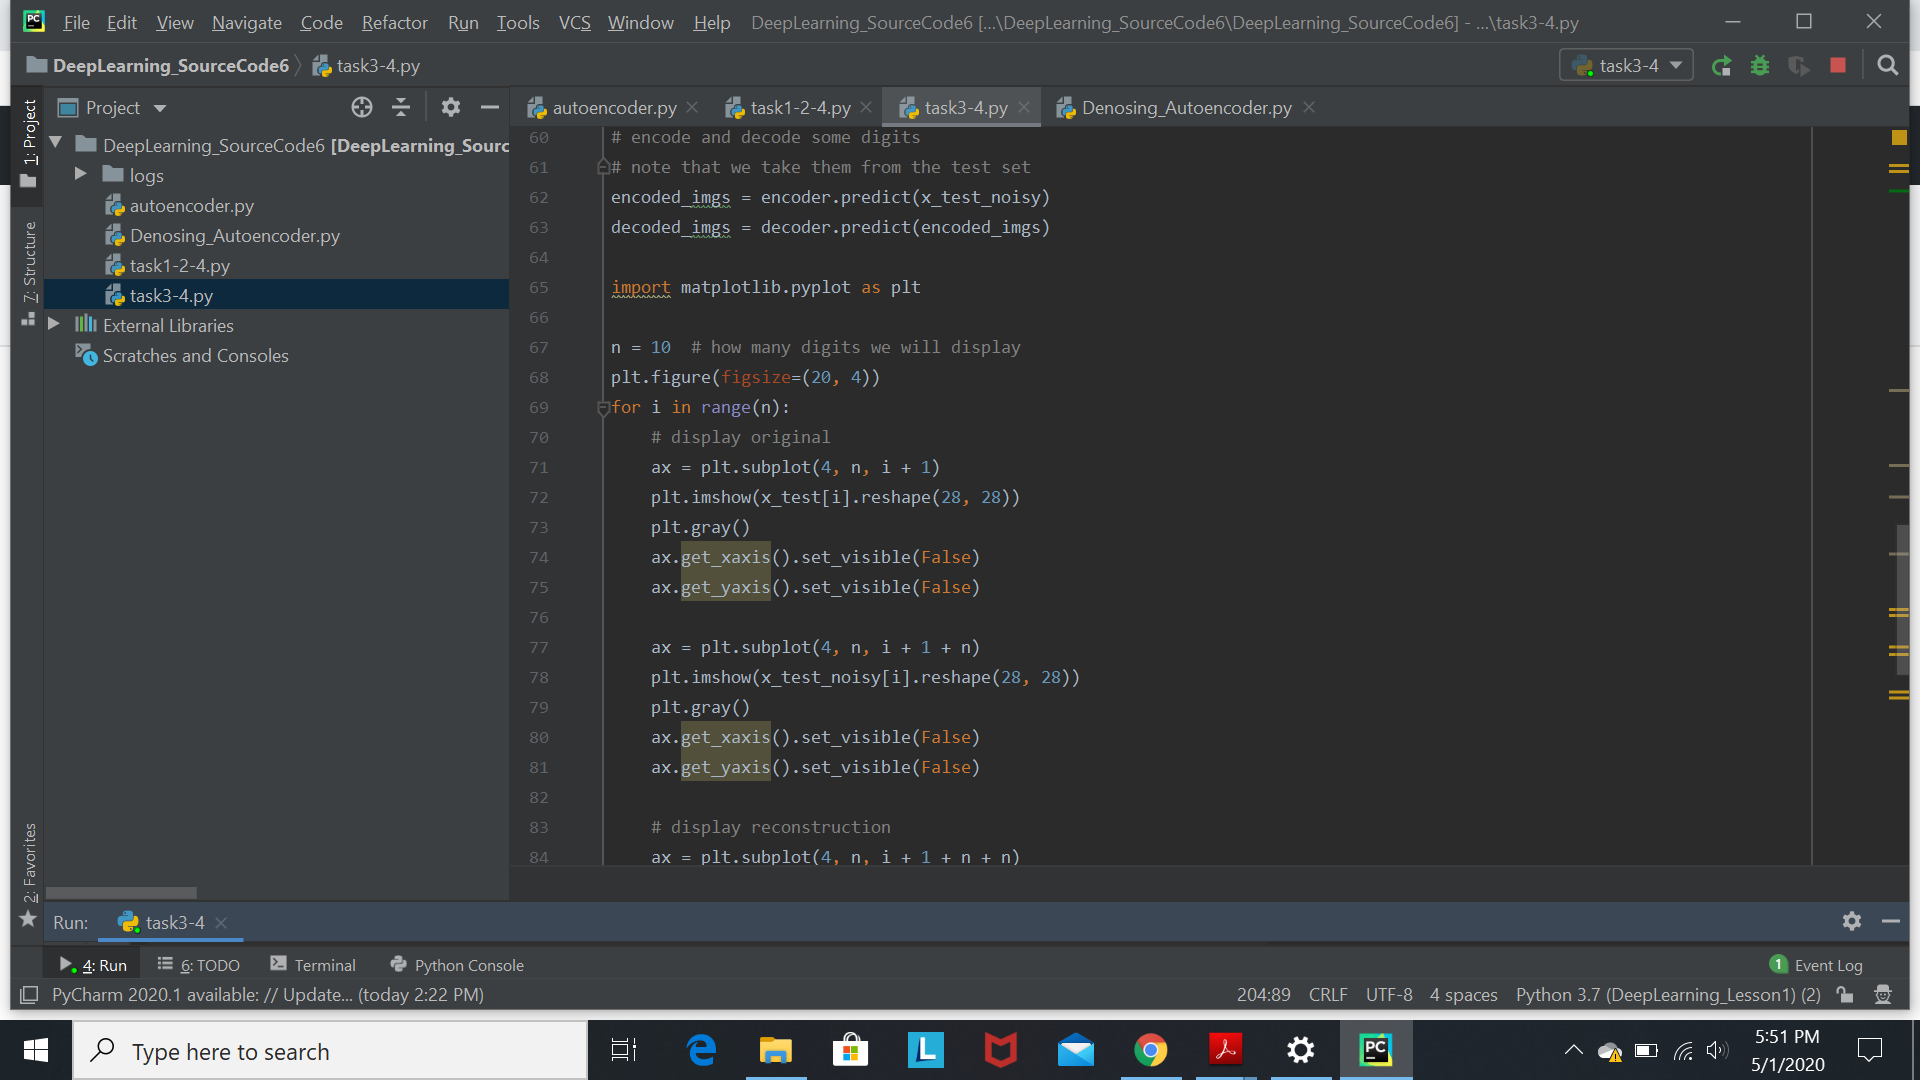 File Edit View Navigate Code Refactor Run Tools VCS Window Help DeepLearning_SourceCode6 [...\DeepLearning_SourceCode6\DeepLearning_SourceCode6] - ...\task3-4.py
DeepLearning_SourceCode6 task3-4.py
task3-4
Project
autoencoder.py task1-2-4.py task3-4.py Denosing_Autoencoder.py
1: Project
7: Structure
2: Favorites
DeepLearning_SourceCode6 [DeepLearning_Sourc
logs
autoencoder.py
Denosing_Autoencoder.py
task1-2-4.py
task3-4.py
External Libraries
Scratches and Consoles
60 # encode and decode some digits
61 # note that we take them from the test set
62 encoded_imgs = encoder.predict(x_test_noisy)
63 decoded_imgs = decoder.predict(encoded_imgs)
64
65 import matplotlib.pyplot as plt
66
67 n = 10  # how many digits we will display
68 plt.figure(figsize=(20, 4))
69 for i in range(n):
70     # display original
71     ax = plt.subplot(4, n, i + 1)
72     plt.imshow(x_test[i].reshape(28, 28))
73     plt.gray()
74     ax.get_xaxis().set_visible(False)
75     ax.get_yaxis().set_visible(False)
76
77     ax = plt.subplot(4, n, i + 1 + n)
78     plt.imshow(x_test_noisy[i].reshape(28, 28))
79     plt.gray()
80     ax.get_xaxis().set_visible(False)
81     ax.get_yaxis().set_visible(False)
82
83     # display reconstruction
84     ax = plt.subplot(4, n, i + 1 + n + n)
Run: task3-4
4: Run 6: TODO Terminal Python Console 1 Event Log
PyCharm 2020.1 available: // Update... (today 2:22 PM) 204:89 CRLF UTF-8 4 spaces Python 3.7 (DeepLearning_Lesson1) (2)
Type here to search
5:51 PM
5/1/2020